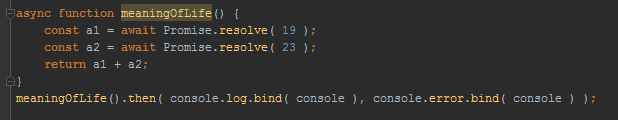 async function meaningOfLife() {
    const a1 = await Promise.resolve( 19 );
    const a2 = await Promise.resolve( 23 );
    return a1 + a2;
}
meaningOfLife().then( console.log.bind( console ), console.error.bind( console ) );